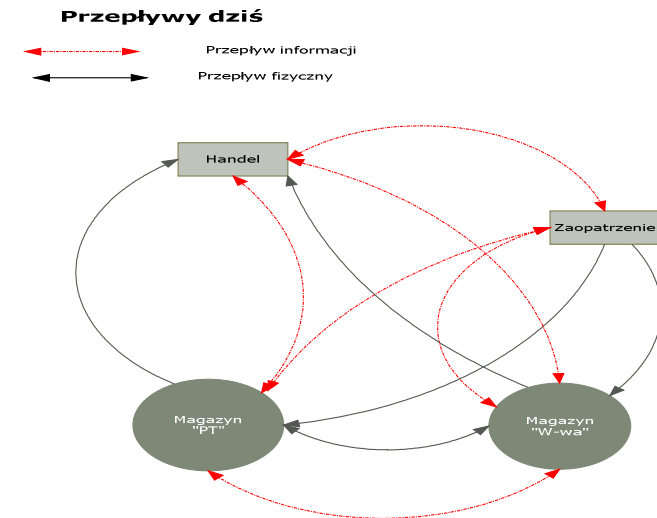 Przepływy dziś
Przepływ informacji
Przepływ fizyczny
Handel
Zaopatrzenie
Magazyn
"PT"
Magazyn
"W-wa"